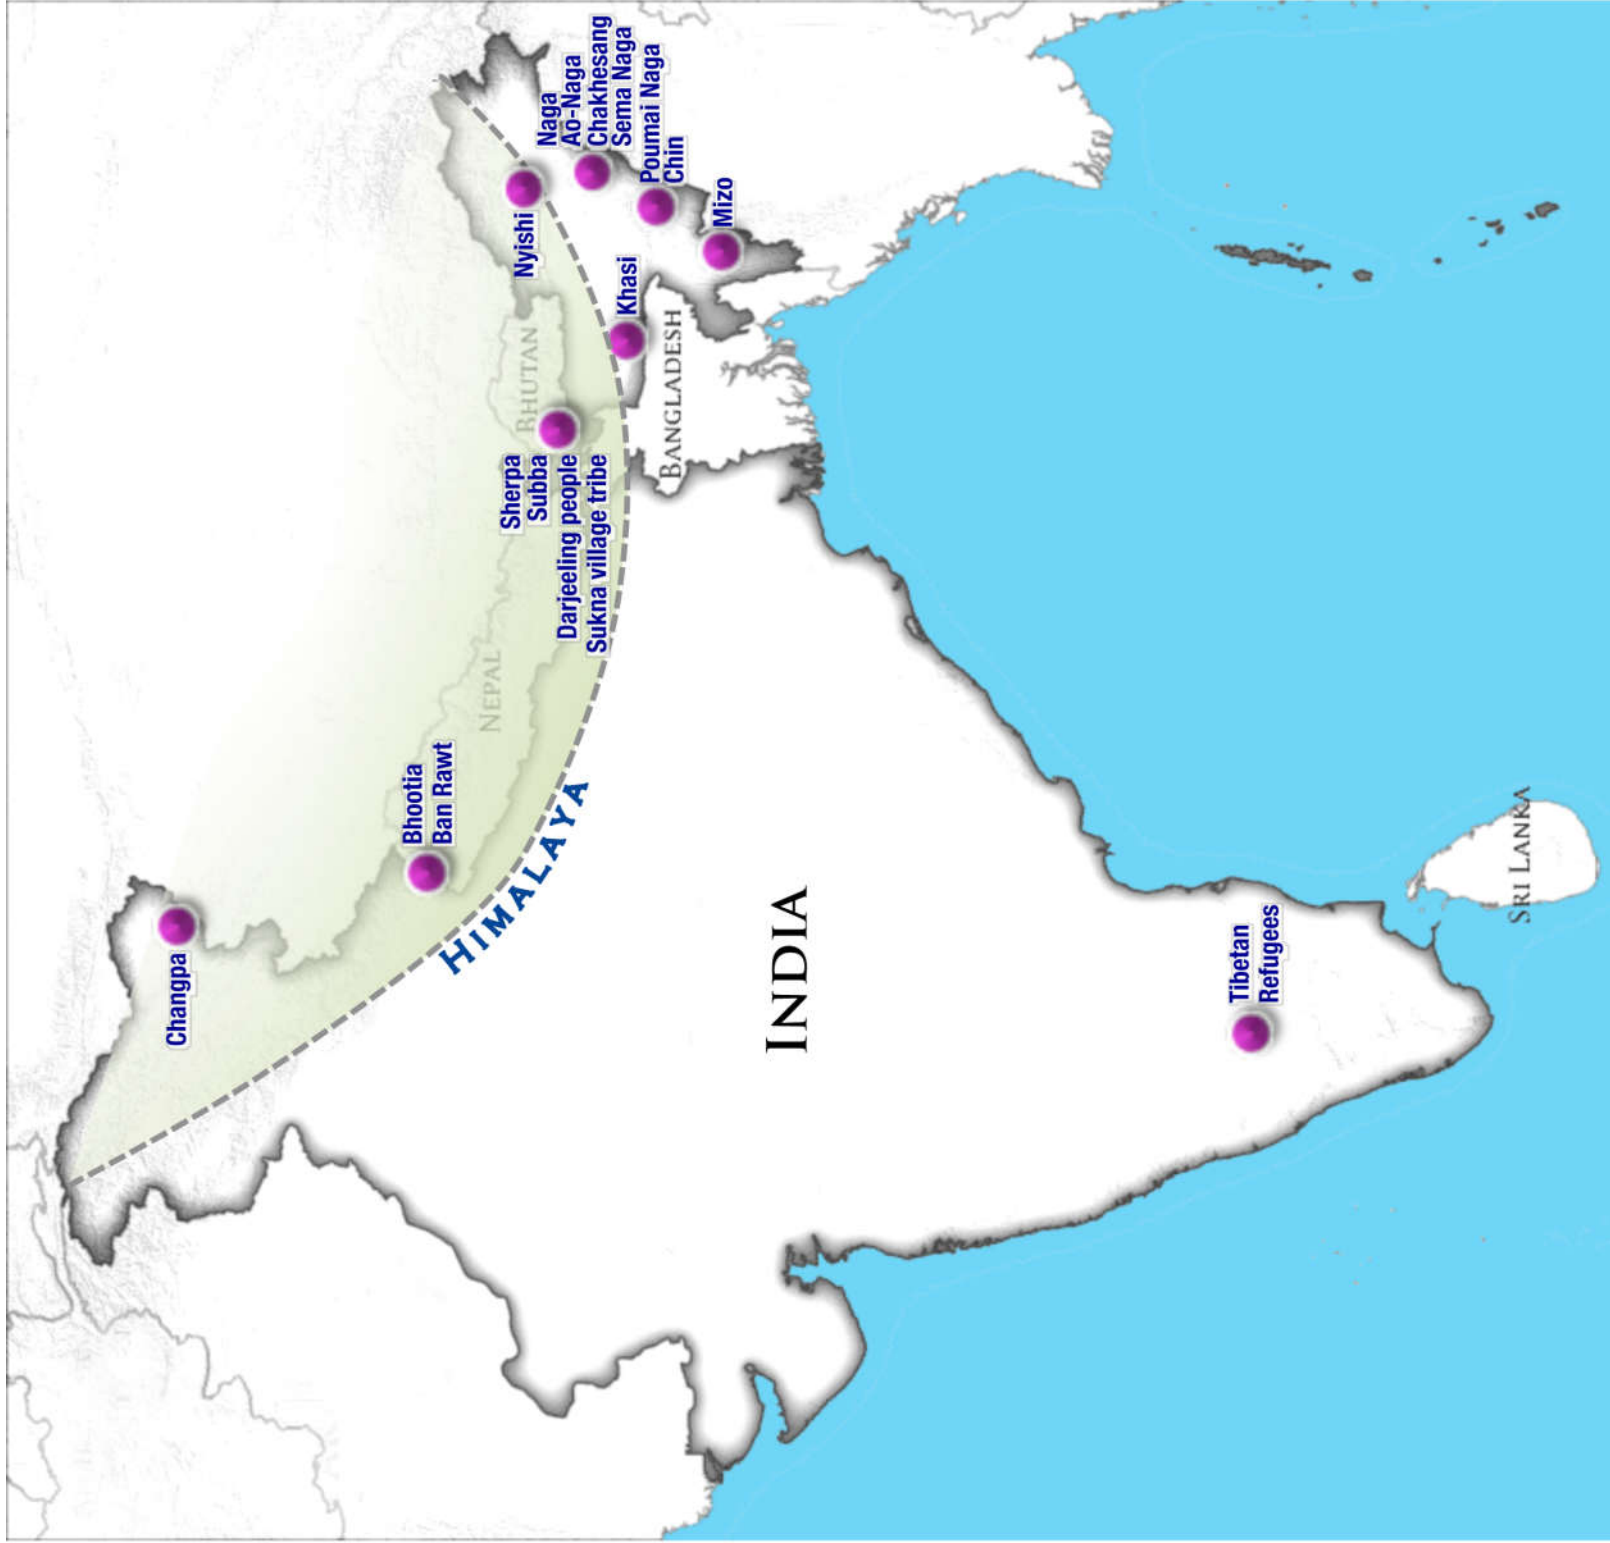 Changpa
Bhootia
Ban Rawt
HIMALAYA
NEPAL
Sherpa
Subba
Darjeeling people
Sukna village tribe
BHUTAN
Nyishi
Naga
Ao-Naga
Chakhesang
Sema Naga
Poumai Naga
Chin
Mizo
Khasi
BANGLADESH
INDIA
Tibetan
Refugees
SRI LANKA